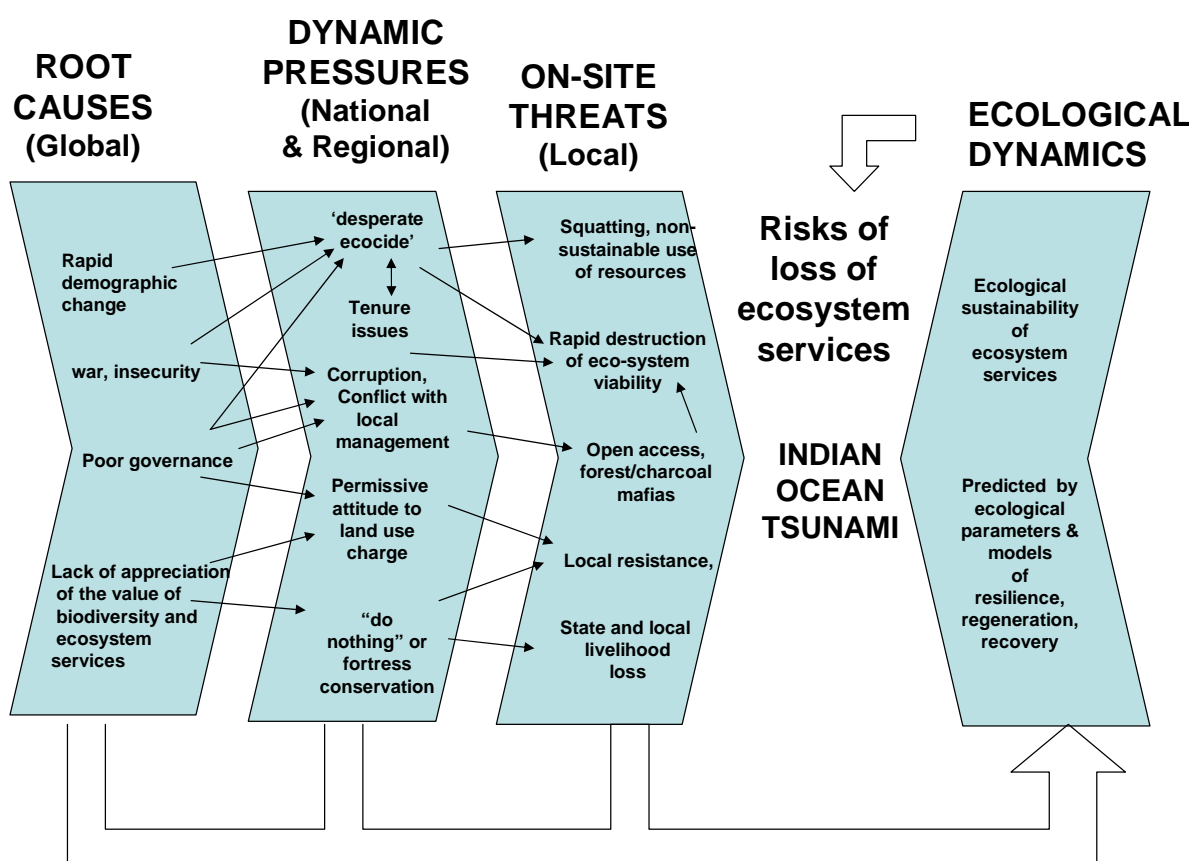 ROOT
CAUSES
(Global)
Rapid
demographic
change
war, insecurity
Poor governance
Lack of appreciation
of the value of
biodiversity and
ecosystem
services
DYNAMIC
PRESSURES
(National
& Regional)
‘desperate
ecocide’
Tenure
issues
Corruption,
Conflict with
local
management
Permissive
attitude to
land use
charge
“do
nothing” or
fortress
conservation
ON-SITE
THREATS
(Local)
Squatting, non-
sustainable use
of resources
Rapid destruction
of eco-system
viability
Open access,
forest/charcoal
mafias
Local resistance,
State and local
livelihood
loss
Risks of
loss of
ecosystem
services
INDIAN
OCEAN
TSUNAMI
ECOLOGICAL
DYNAMICS
Ecological
sustainability
of
ecosystem
services
Predicted by
ecological
parameters &
models
of
resilience,
regeneration,
recovery